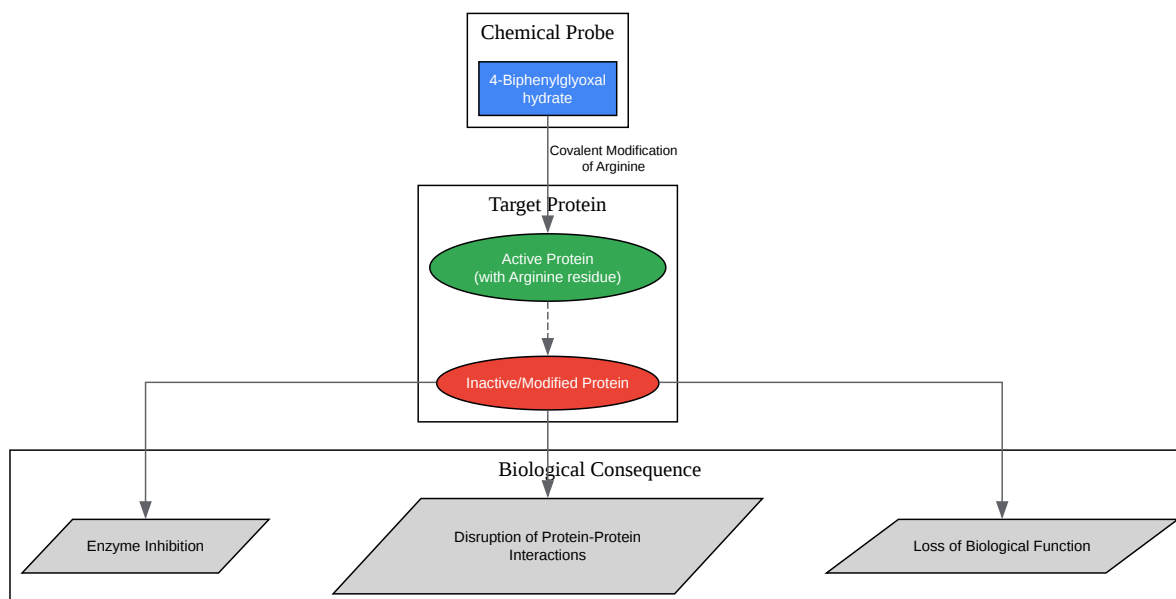 Chemical Probe
4-Biphenylglyoxal
hydrate
Covalent Modification
of Arginine
Target Protein
Active Protein
(with Arginine residue)
Inactive/Modified Protein
Biological Consequence
Enzyme Inhibition
Disruption of Protein-Protein
Interactions
Loss of Biological Function